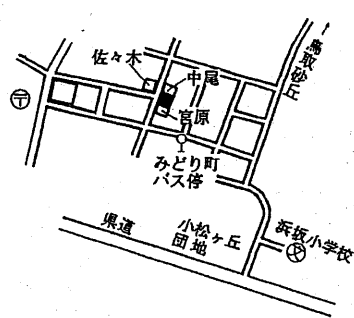 鳥取砂丘
佐々木
中尾
宮原
〒
みどり町
バス停
県道
小松ヶ丘
団地
浜坂小学校
文